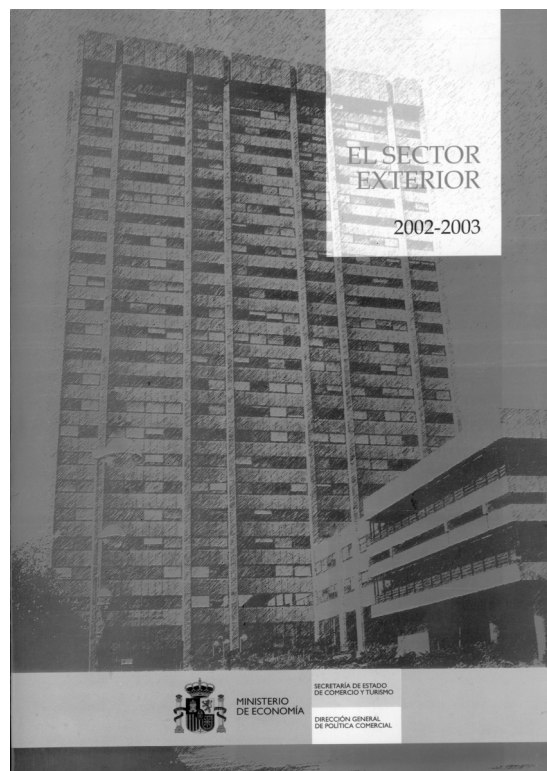 EL SECTOR
EXTERIOR
2002-2003
MINISTERIO
DE ECONOMÍA
SECRETARÍA DE ESTADO
DE COMERCIO Y TURISMO
DIRECCIÓN GENERAL
DE POLÍTICA COMERCIAL